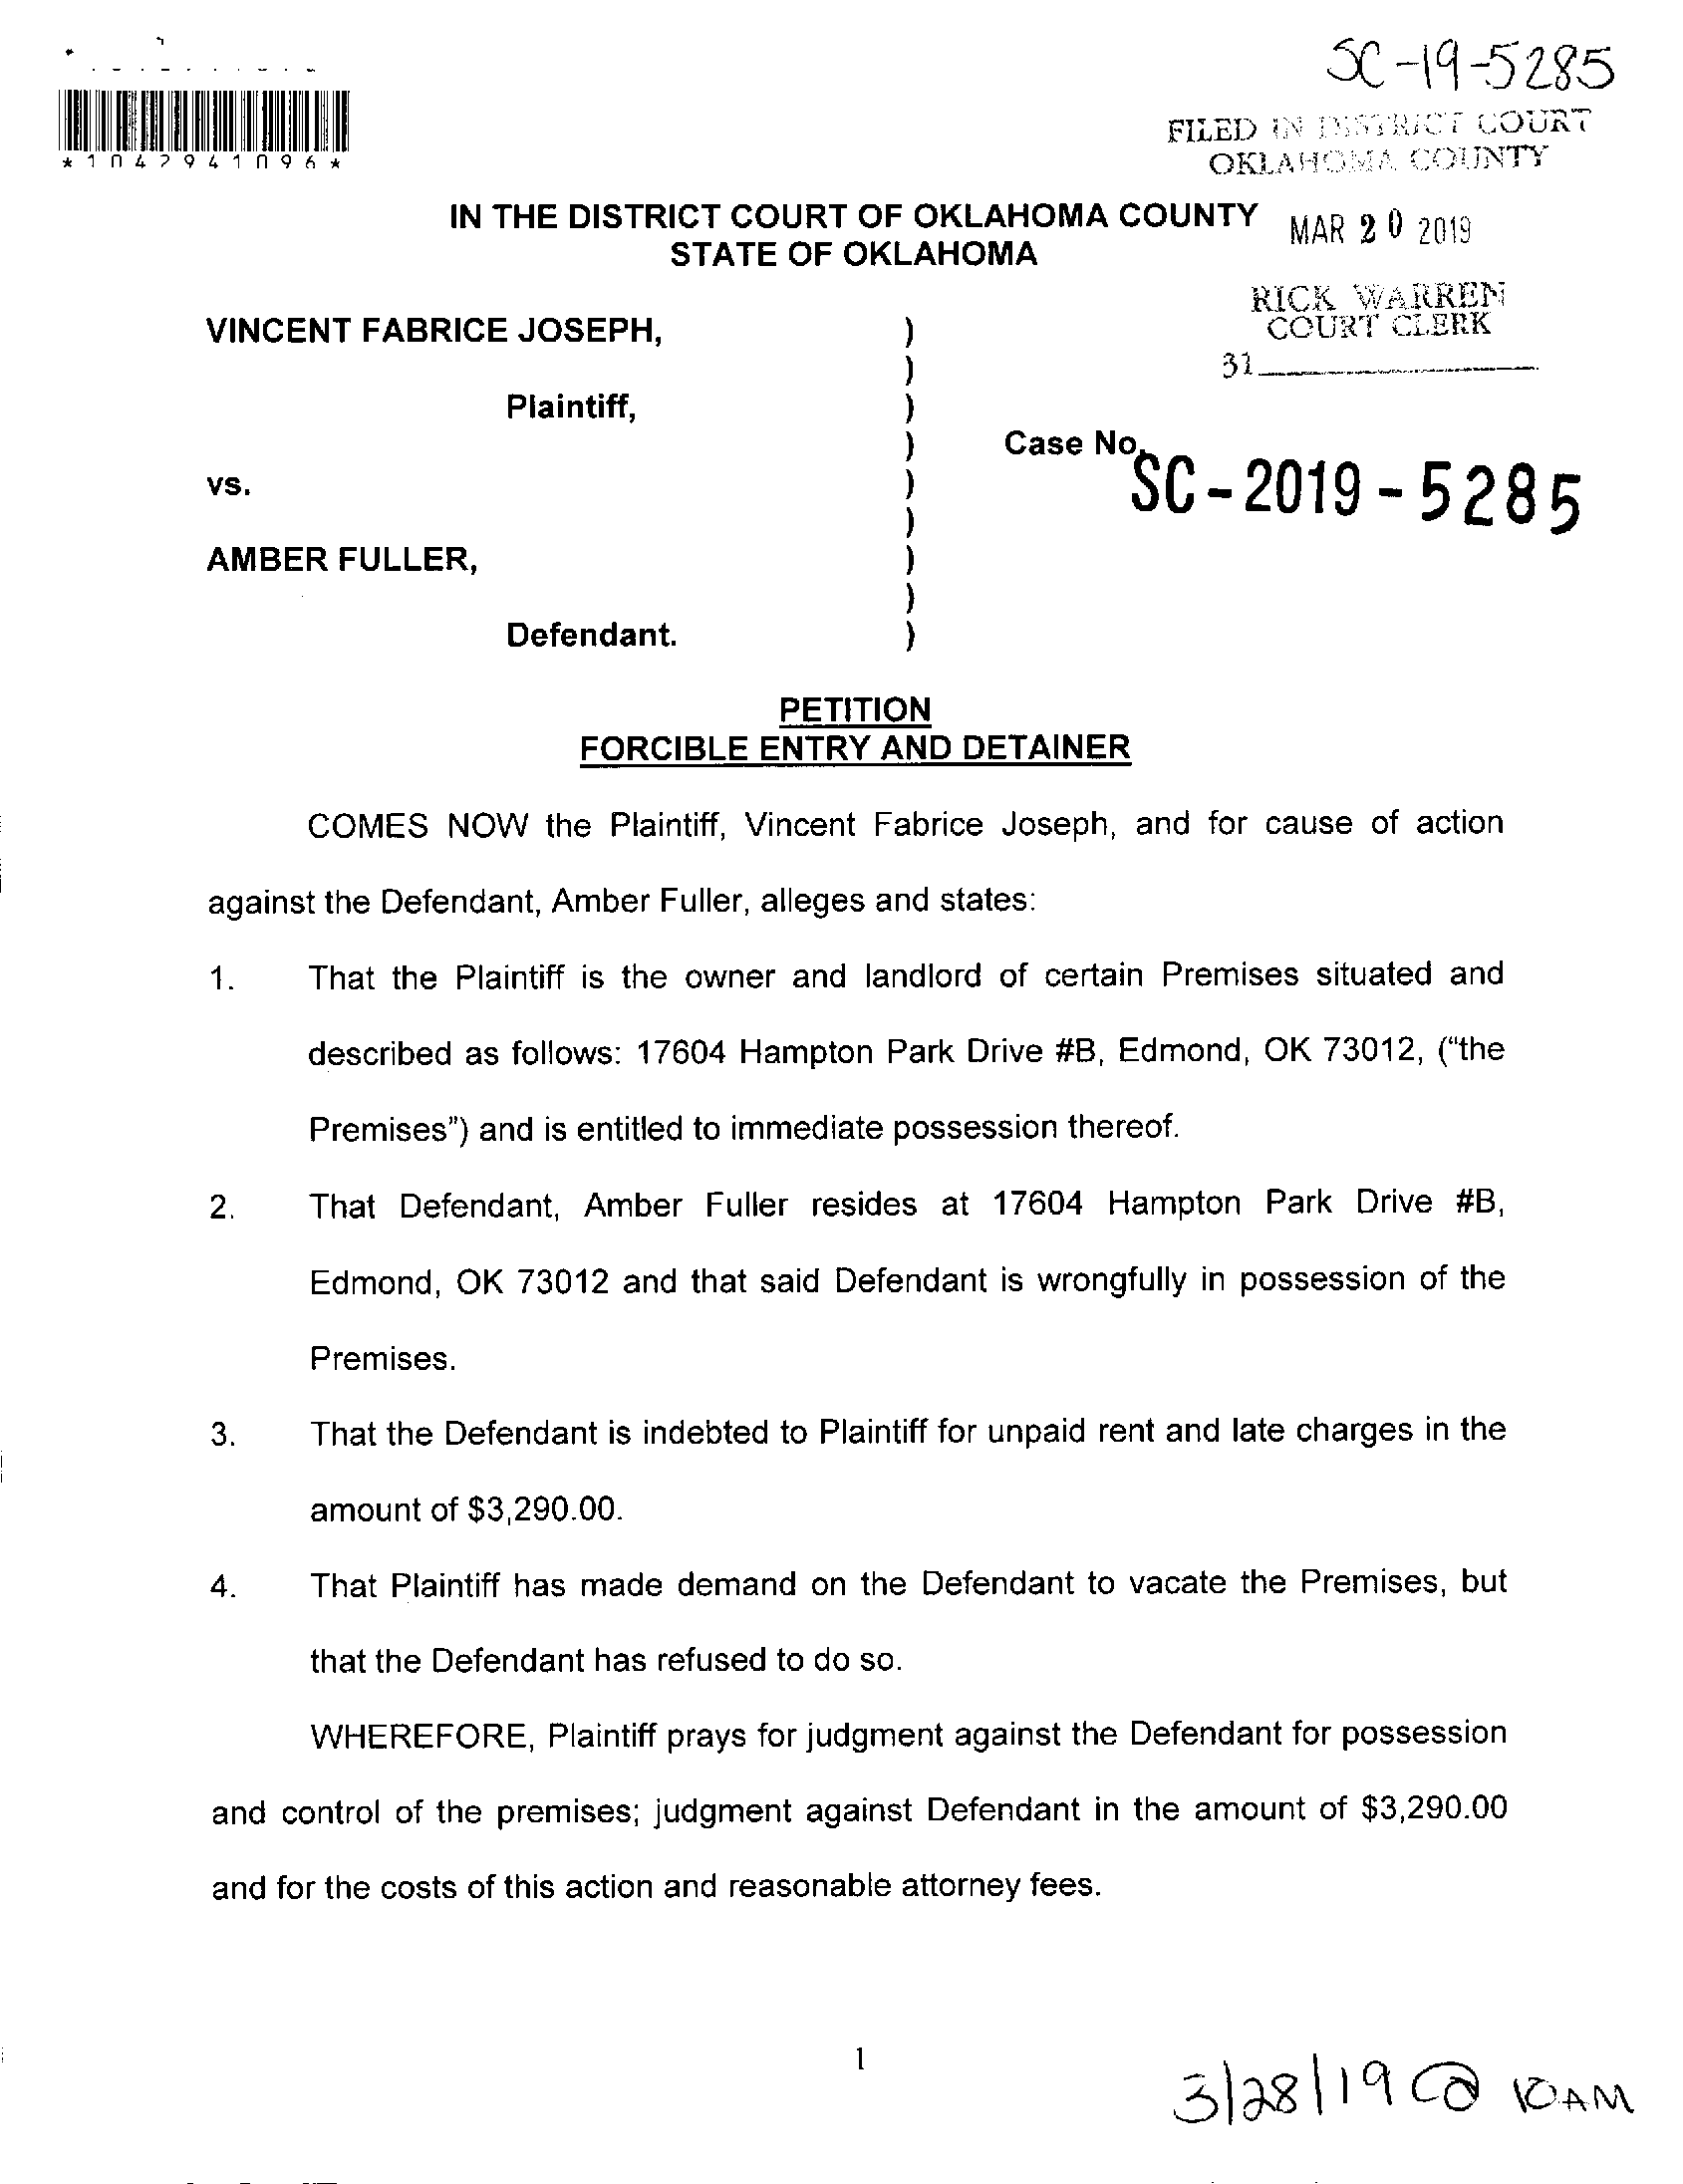 SC-19-5285
FILED IN DISTRICT COURT
OKLAHOMA COUNTY
*1047941096*
IN THE DISTRICT COURT OF OKLAHOMA COUNTY
STATE OF OKLAHOMA
MAR 20 2019
RICK WARREN
COURT CLERK
31
VINCENT FABRICE JOSEPH, )
)
Plaintiff, )
) Case No.
vs. ) SC-2019-5285
)
AMBER FULLER, )
)
Defendant. )
PETITION
FORCIBLE ENTRY AND DETAINER
COMES NOW the Plaintiff, Vincent Fabrice Joseph, and for cause of action
against the Defendant, Amber Fuller, alleges and states:
1. That the Plaintiff is the owner and landlord of certain Premises situated and
described as follows: 17604 Hampton Park Drive #B, Edmond, OK 73012, ("the
Premises") and is entitled to immediate possession thereof.
2. That Defendant, Amber Fuller resides at 17604 Hampton Park Drive #B,
Edmond, OK 73012 and that said Defendant is wrongfully in possession of the
Premises.
3. That the Defendant is indebted to Plaintiff for unpaid rent and late charges in the
amount of $3,290.00.
4. That Plaintiff has made demand on the Defendant to vacate the Premises, but
that the Defendant has refused to do so.
WHEREFORE, Plaintiff prays for judgment against the Defendant for possession
and control of the premises; judgment against Defendant in the amount of $3,290.00
and for the costs of this action and reasonable attorney fees.
1
3/28/19 @ 10AM